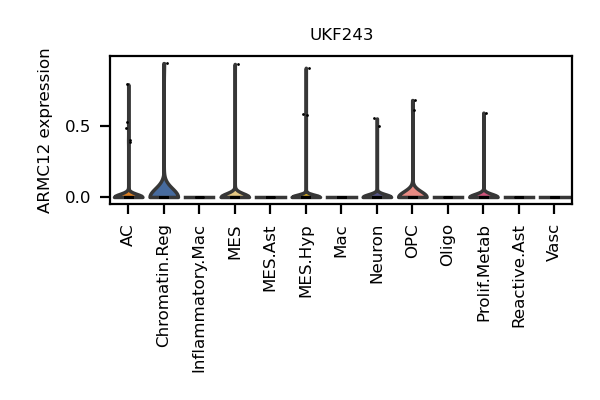 UKF243
ARMC12 expression
0.5
0.0
AC
Chromatin.Reg
Inflammatory.Mac
MES
MES.Ast
MES.Hyp
Mac
Neuron
OPC
Oligo
Prolif.Metab
Reactive.Ast
Vasc